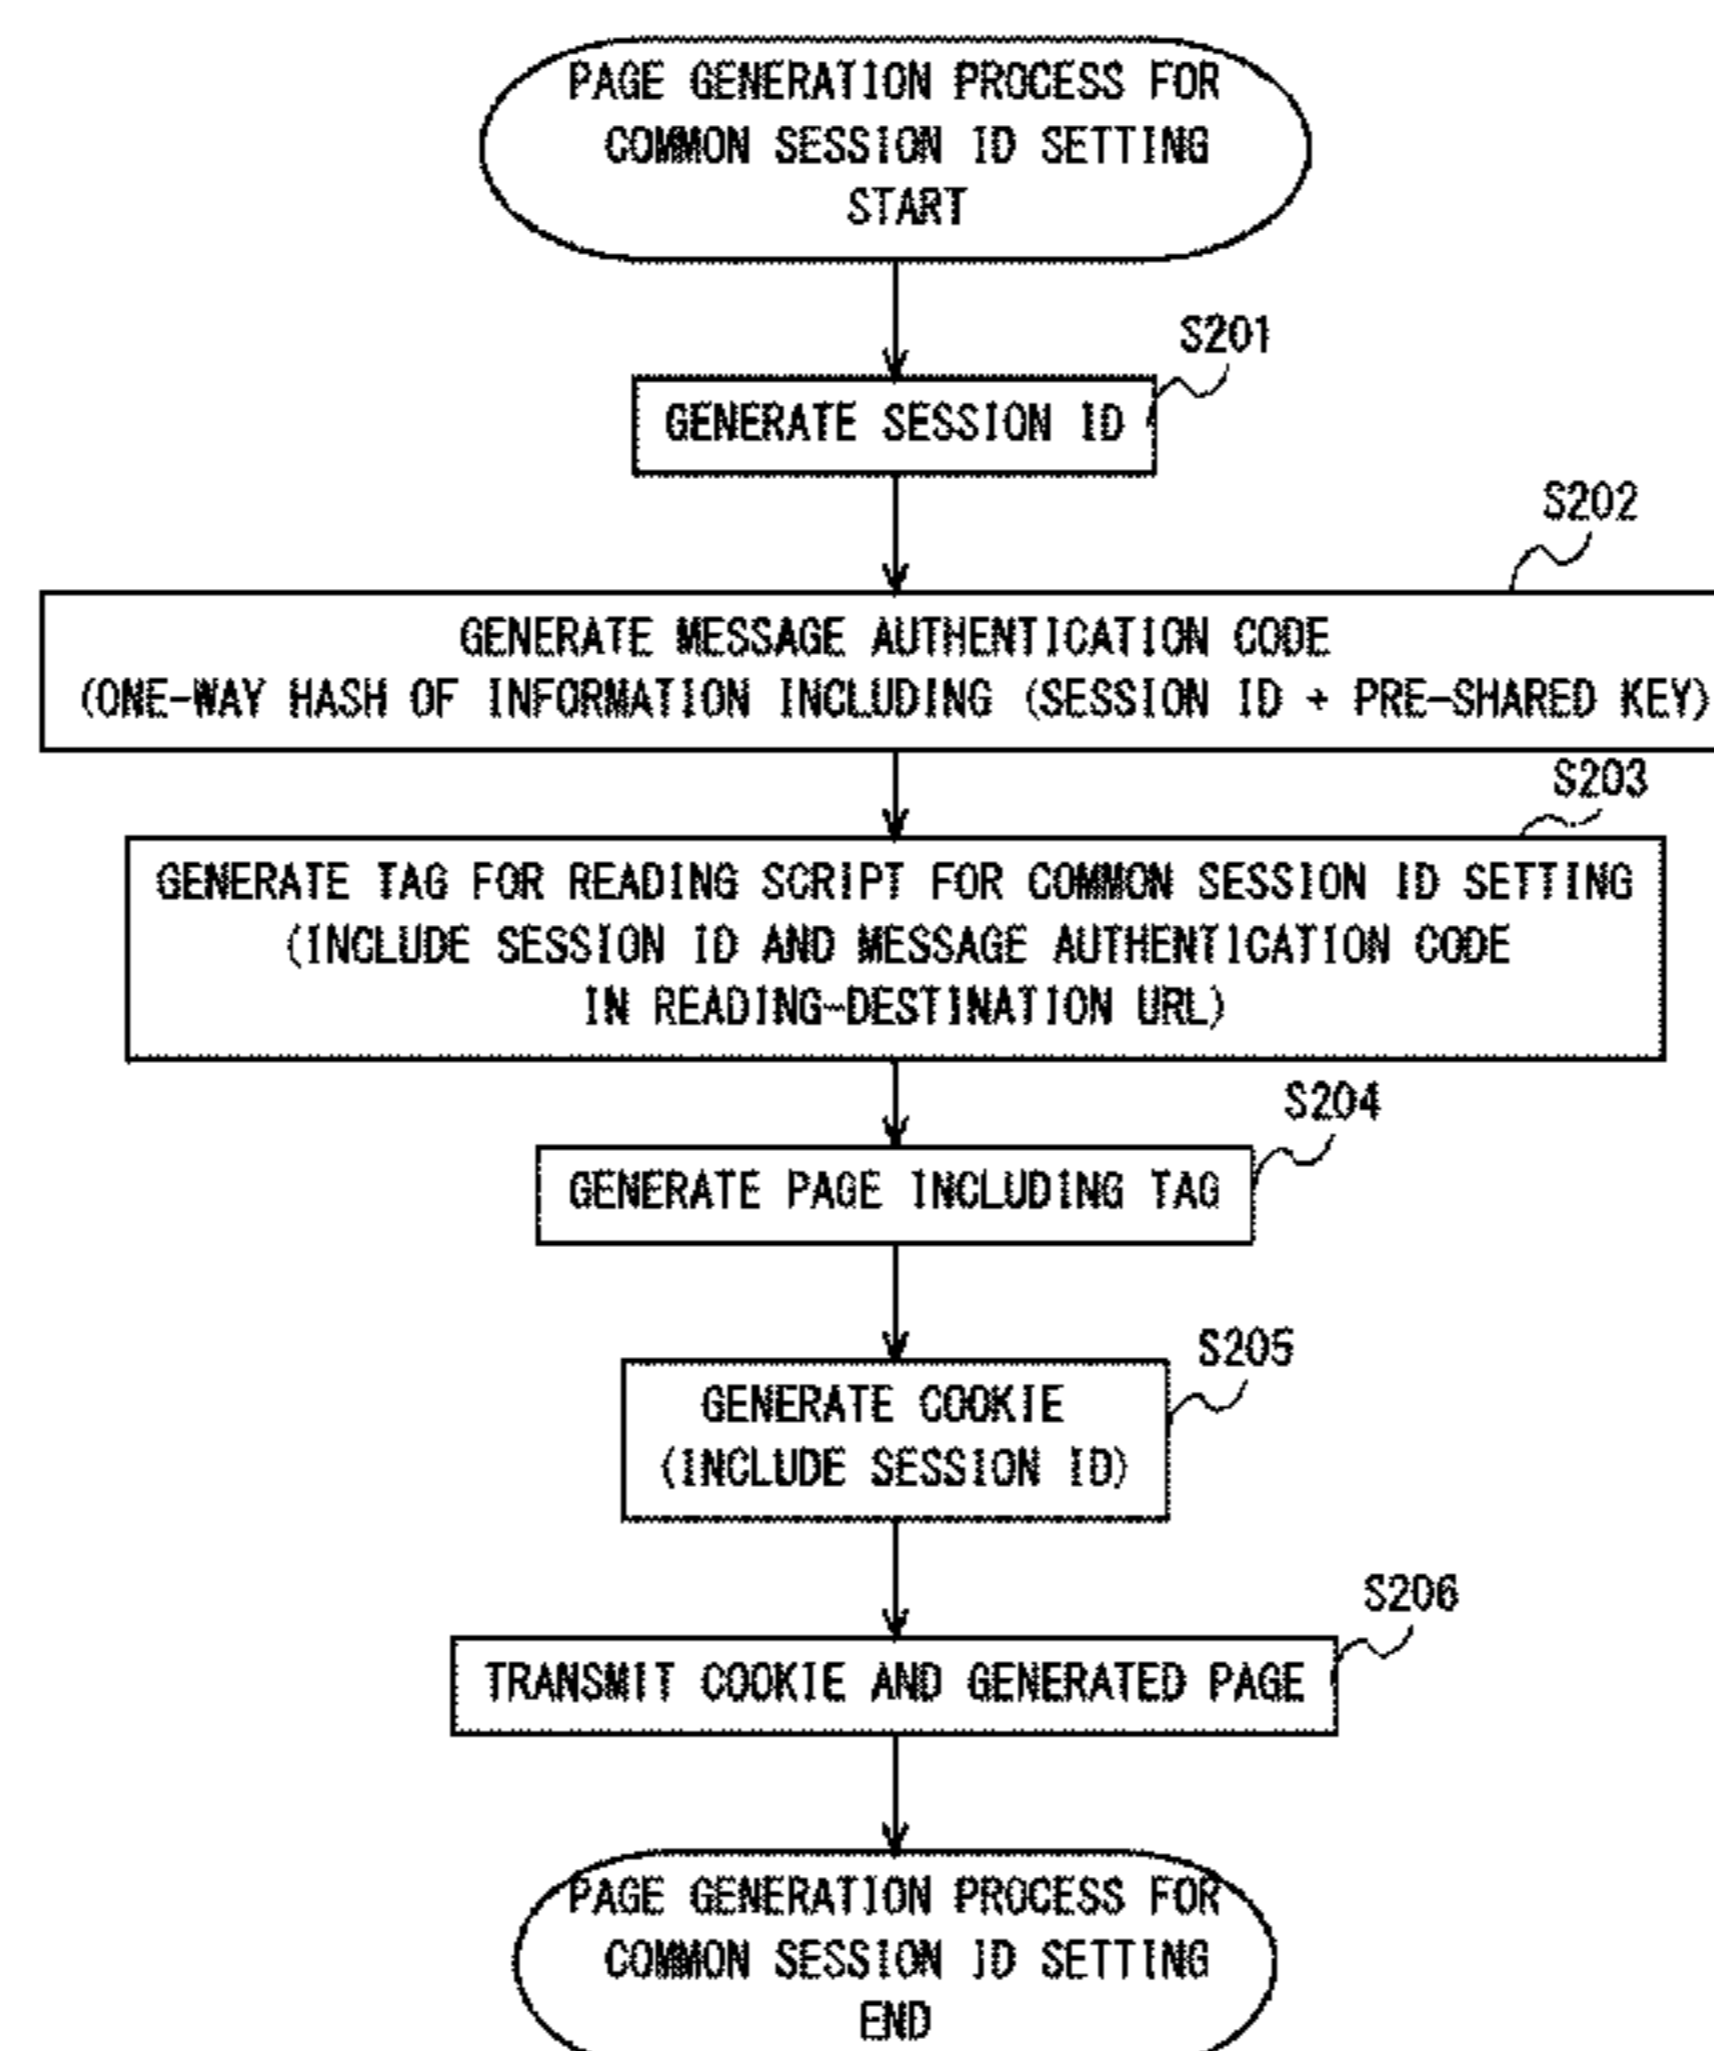 PAGE GENERATION PROCESS FOR
COMMON SESSION ID SETTING
START
S201
GENERATE SESSION ID
S202
GENERATE MESSAGE AUTHENTICATION CODE
(ONE-WAY HASH OF INFORMATION INCLUDING (SESSION ID + PRE-SHARED KEY)
S203
GENERATE TAG FOR READING SCRIPT FOR COMMON SESSION ID SETTING
(INCLUDE SESSION ID AND MESSAGE AUTHENTICATION CODE
IN READING-DESTINATION URL)
S204
GENERATE PAGE INCLUDING TAG
S205
GENERATE COOKIE
(INCLUDE SESSION ID)
S206
TRANSMIT COOKIE AND GENERATED PAGE
PAGE GENERATION PROCESS FOR
COMMON SESSION ID SETTING
END